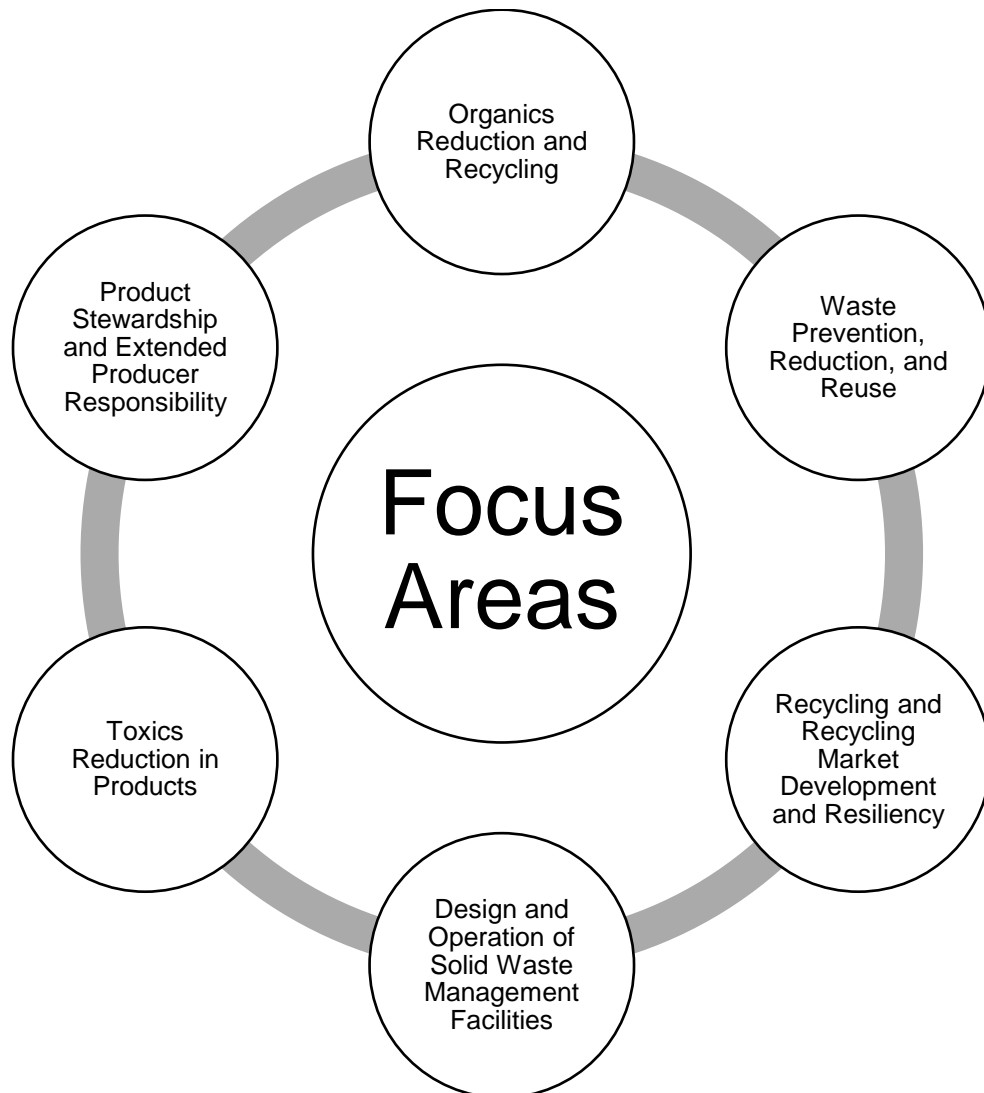 Organics
Reduction and
Recycling
Waste
Prevention,
Reduction, and
Reuse
Recycling and
Recycling
Market
Development
and Resiliency
Design and
Operation of
Solid Waste
Management
Facilities
Toxics
Reduction in
Products
Product
Stewardship
and Extended
Producer
Responsibility
Focus
Areas